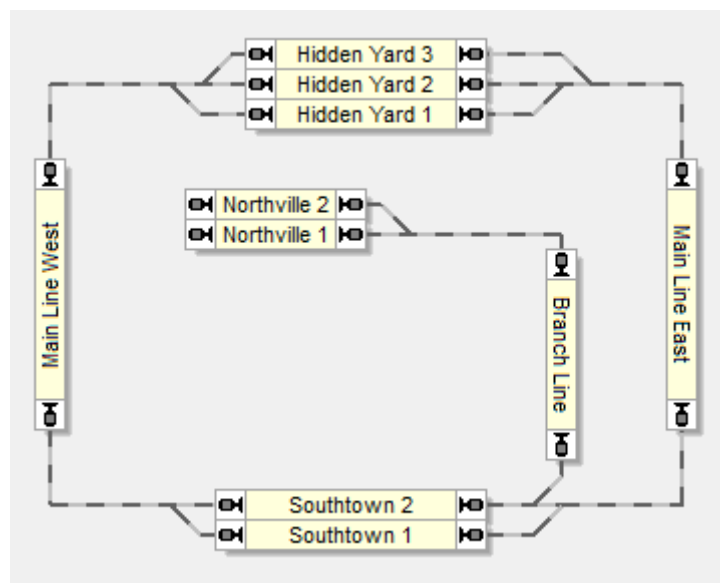 Hidden Yard 3
Hidden Yard 2
Hidden Yard 1
Northville 2
Northville 1
Main Line West
Branch Line
Main Line East
Southtown 2
Southtown 1